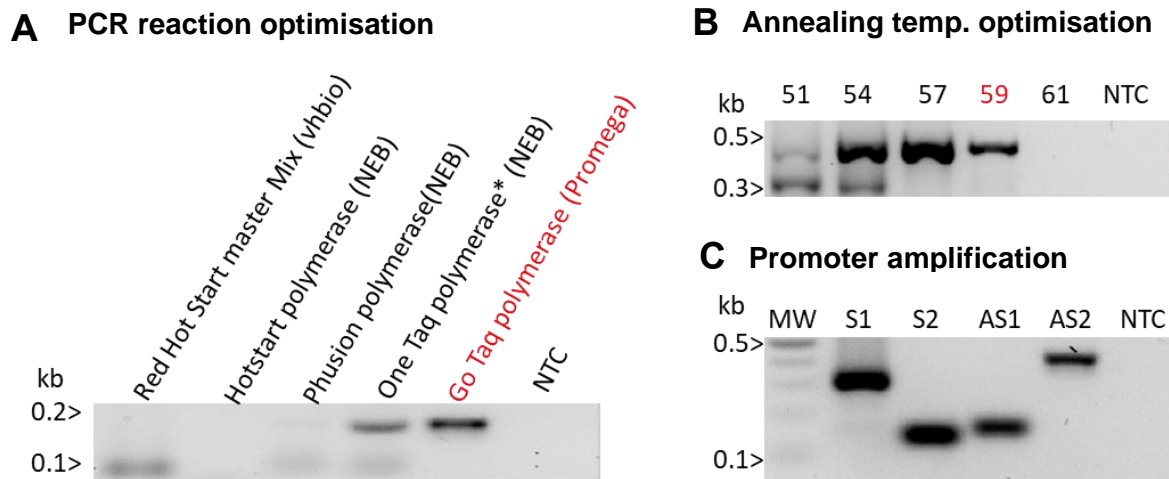 A PCR reaction optimisation
Red Hot Start master Mix (vhbio)
Hotstart polymerase (NEB)
Phusion polymerase(NEB)
One Taq polymerase* (NEB)
Go Taq polymerase (Promega)
NTC
kb
0.2>
0.1>
B Annealing temp. optimisation
kb 51 54 57 59 61 NTC
0.5>
0.3>
C Promoter amplification
kb
MW S1 S2 AS1 AS2 NTC
0.5>
0.1>